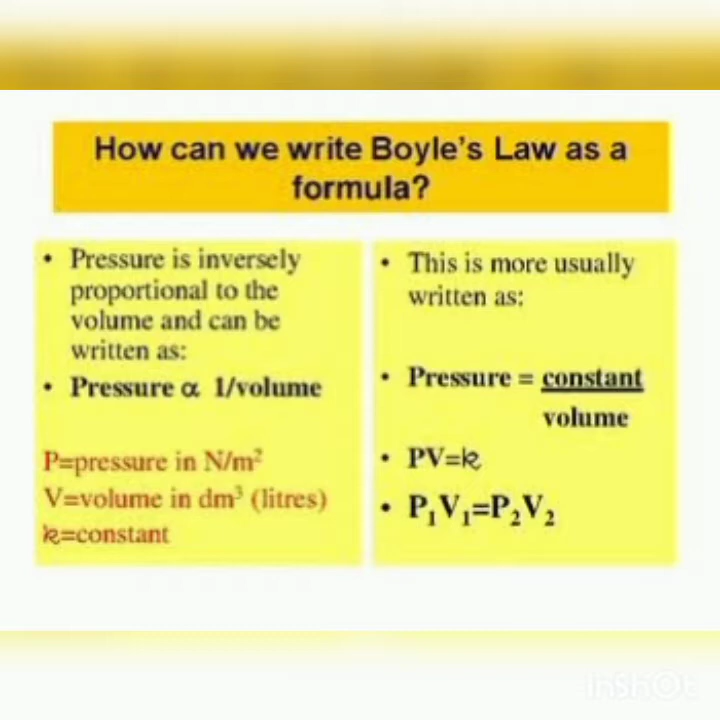 How can we write Boyle's Law as a
formula?
• Pressure is inversely
proportional to the
volume and can be
written as:
• Pressure α 1/volume
P=pressure in N/m²
V=volume in dm³ (litres)
k=constant
• This is more usually
written as:
• Pressure = constant
volume
• PV=k
• P₁V₁=P₂V₂
InShOt